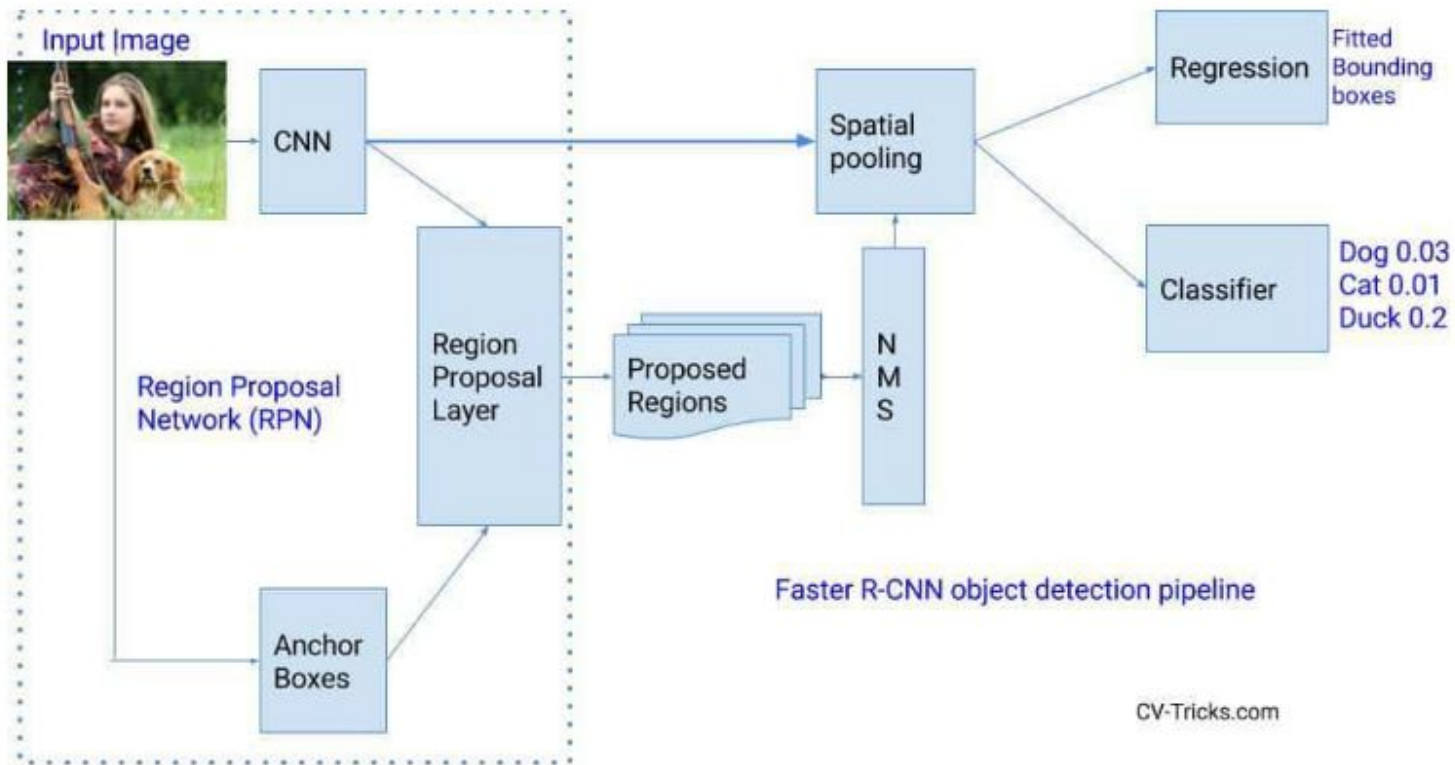 Input Image
CNN
Region Proposal
Network (RPN)
Anchor
Boxes
Region
Proposal
Layer
Proposed
Regions
N
M
S
Spatial
pooling
Regression
Fitted
Bounding
boxes
Classifier
Dog 0.03
Cat 0.01
Duck 0.2
Faster R-CNN object detection pipeline
CV-Tricks.com